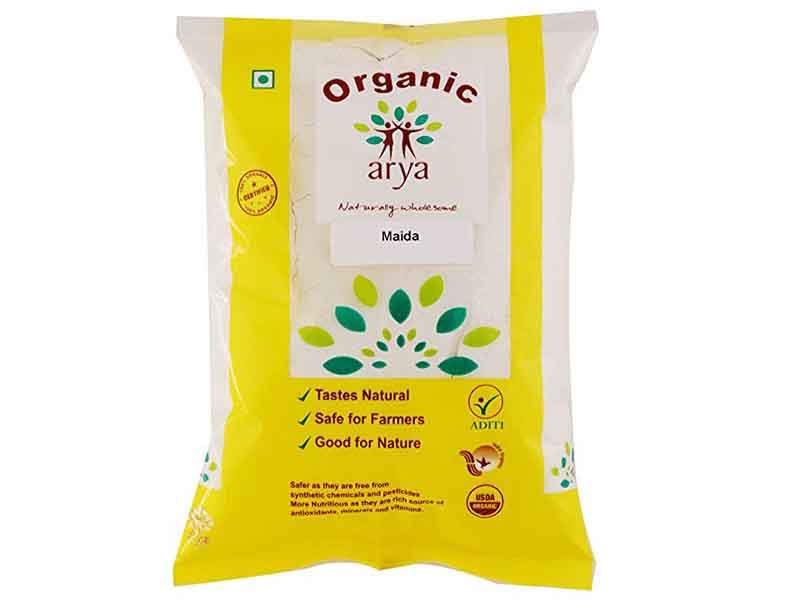 Organic
arya
Naturally wholesome
CERTIFIED
Maida
Tastes Natural
Safe for Farmers
Good for Nature
ADITI
Safer as they are free from
synthetic chemicals and pesticides
More Nutritious as they are rich source of
antioxidants, minerals and vitamins.
USDA
ORGANIC